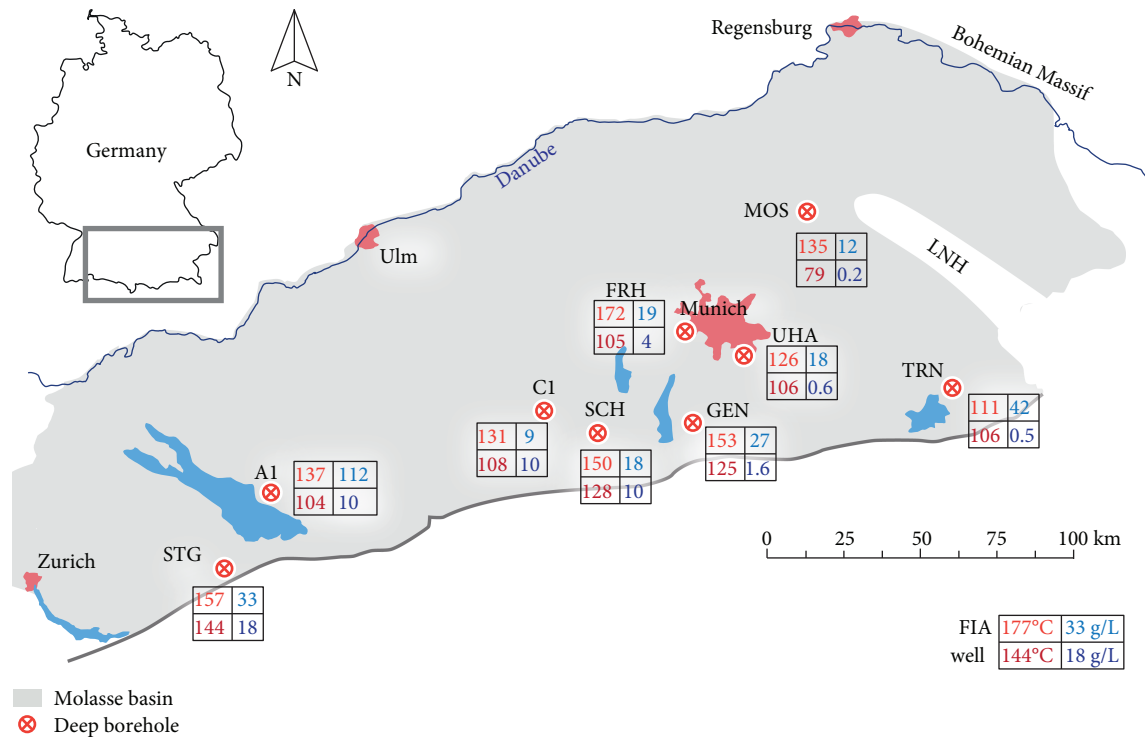 Regensburg
Bohemian Massif
N
Germany
Danube
MOS
135 12
79 0.2
LNH
Ulm
FRH
172 19
105 4
Munich
UHA
126 18
106 0.6
TRN
111 42
106 0.5
C1
131 9
108 10
SCH
150 18
128 10
GEN
153 27
125 1.6
A1
137 112
104 10
STG
157 33
144 18
Zurich
0 25 50 75 100 km
FIA 177°C 33 g/L
well 144°C 18 g/L
Molasse basin
Deep borehole